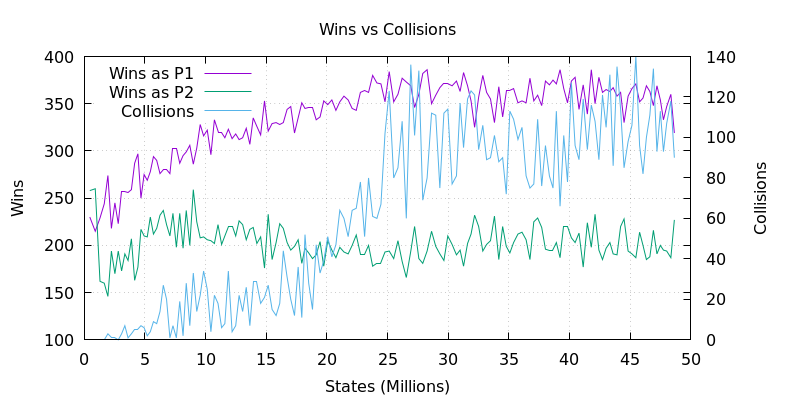 Wins vs Collisions
400
350
300
250
200
150
100
140
120
100
80
60
40
20
0
Wins as P1
Wins as P2
Collisions
Wins
Collisions
0 5 10 15 20 25 30 35 40 45 50
States (Millions)